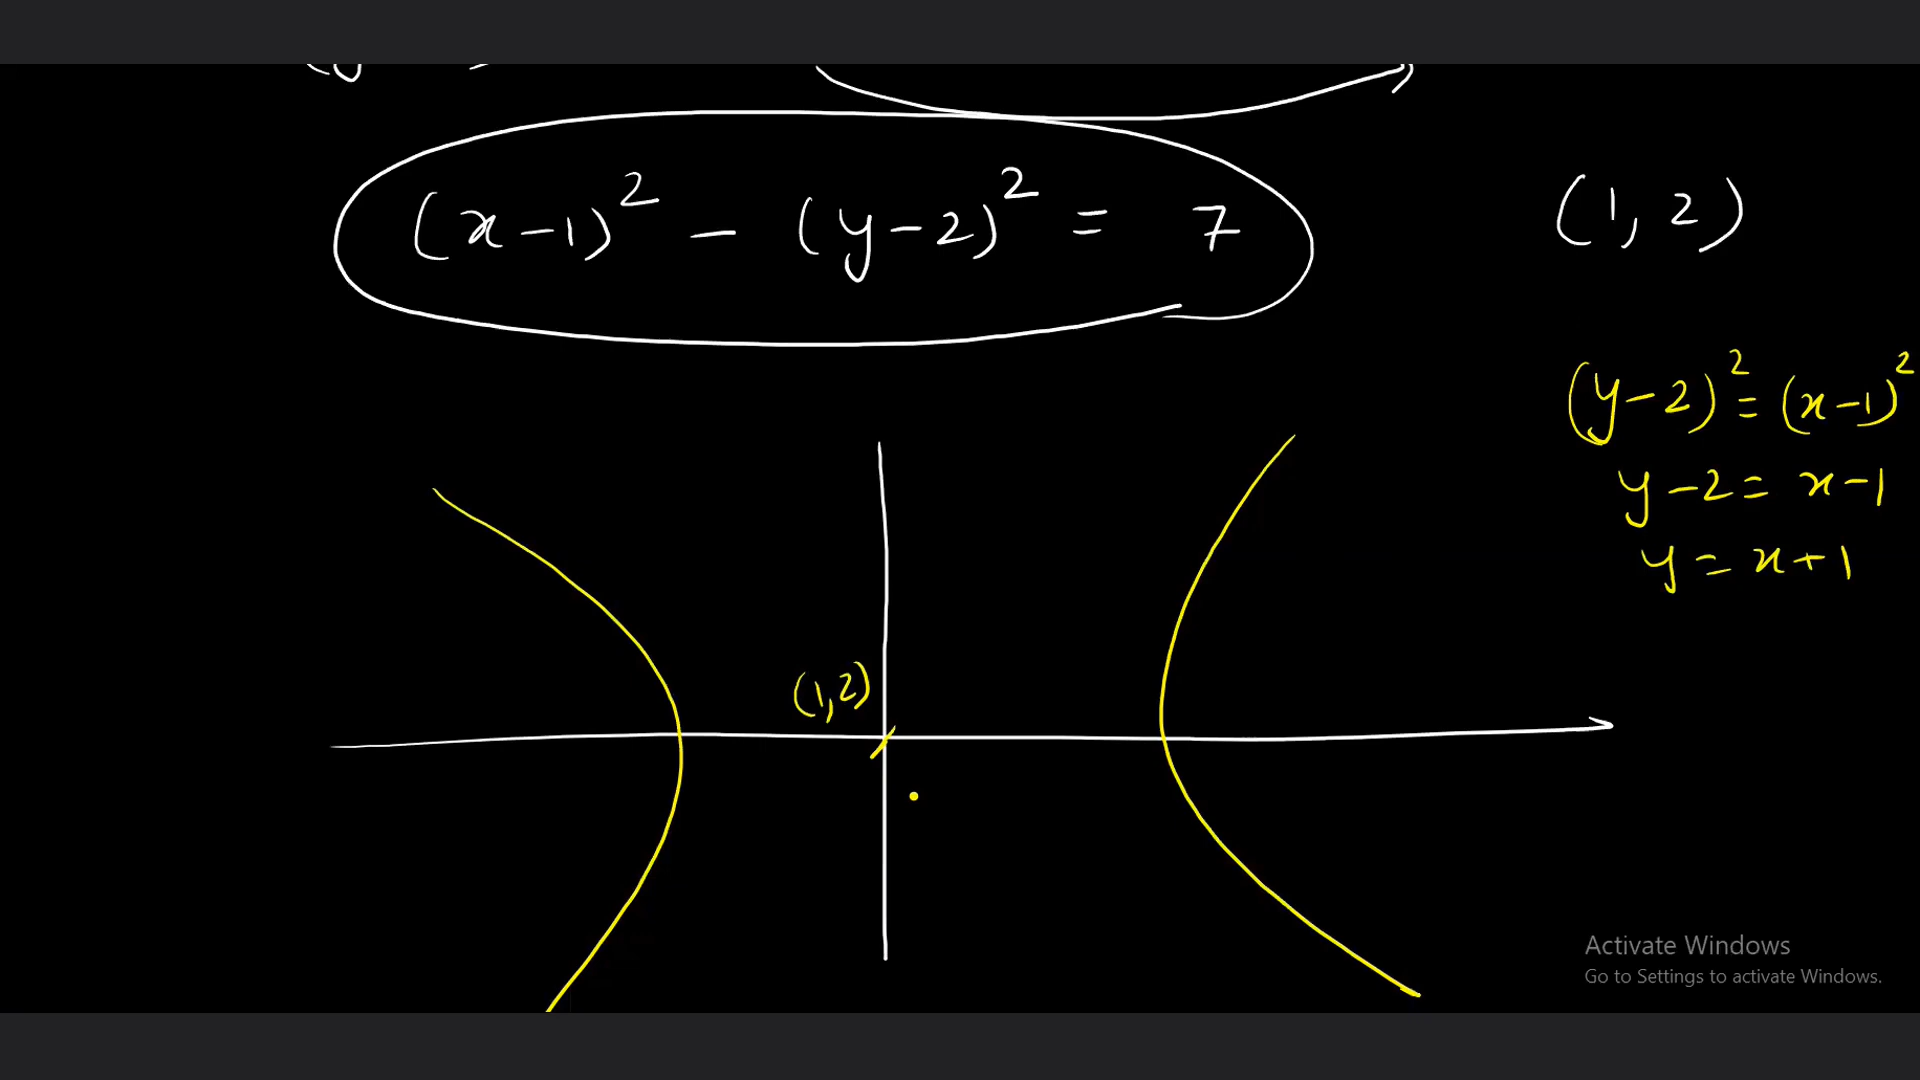 (x-1)² - (y-2)² = 7
(1, 2)
(y-2)² = (x-1)²
y-2 = x-1
y = x+1
(1,2)
Activate Windows
Go to Settings to activate Windows.